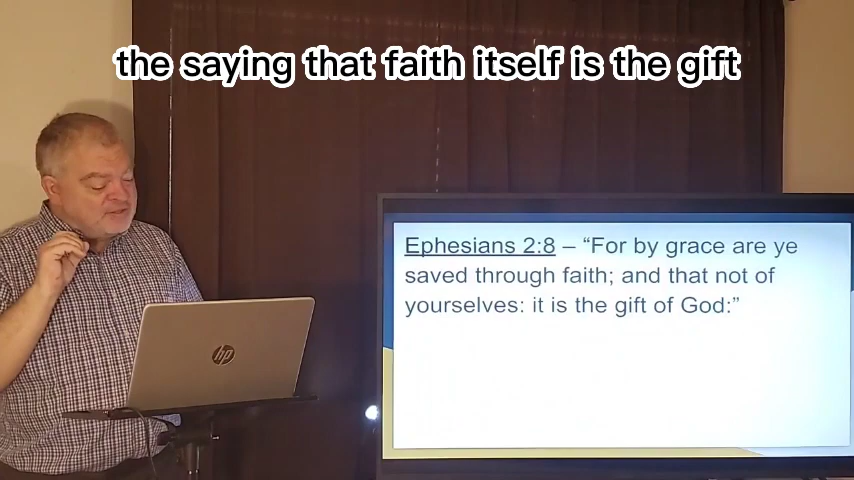 the saying that faith itself is the gift
Ephesians 2:8 – “For by grace are ye
saved through faith; and that not of
yourselves: it is the gift of God:”
hp